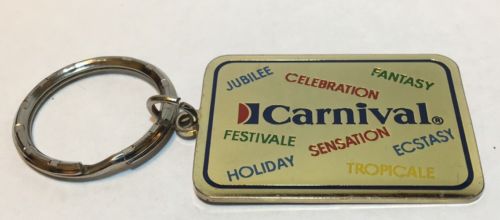 JUBILEE
CELEBRATION
FANTASY
Carnival®
FESTIVALE
SENSATION
ECSTASY
HOLIDAY
TROPICALE